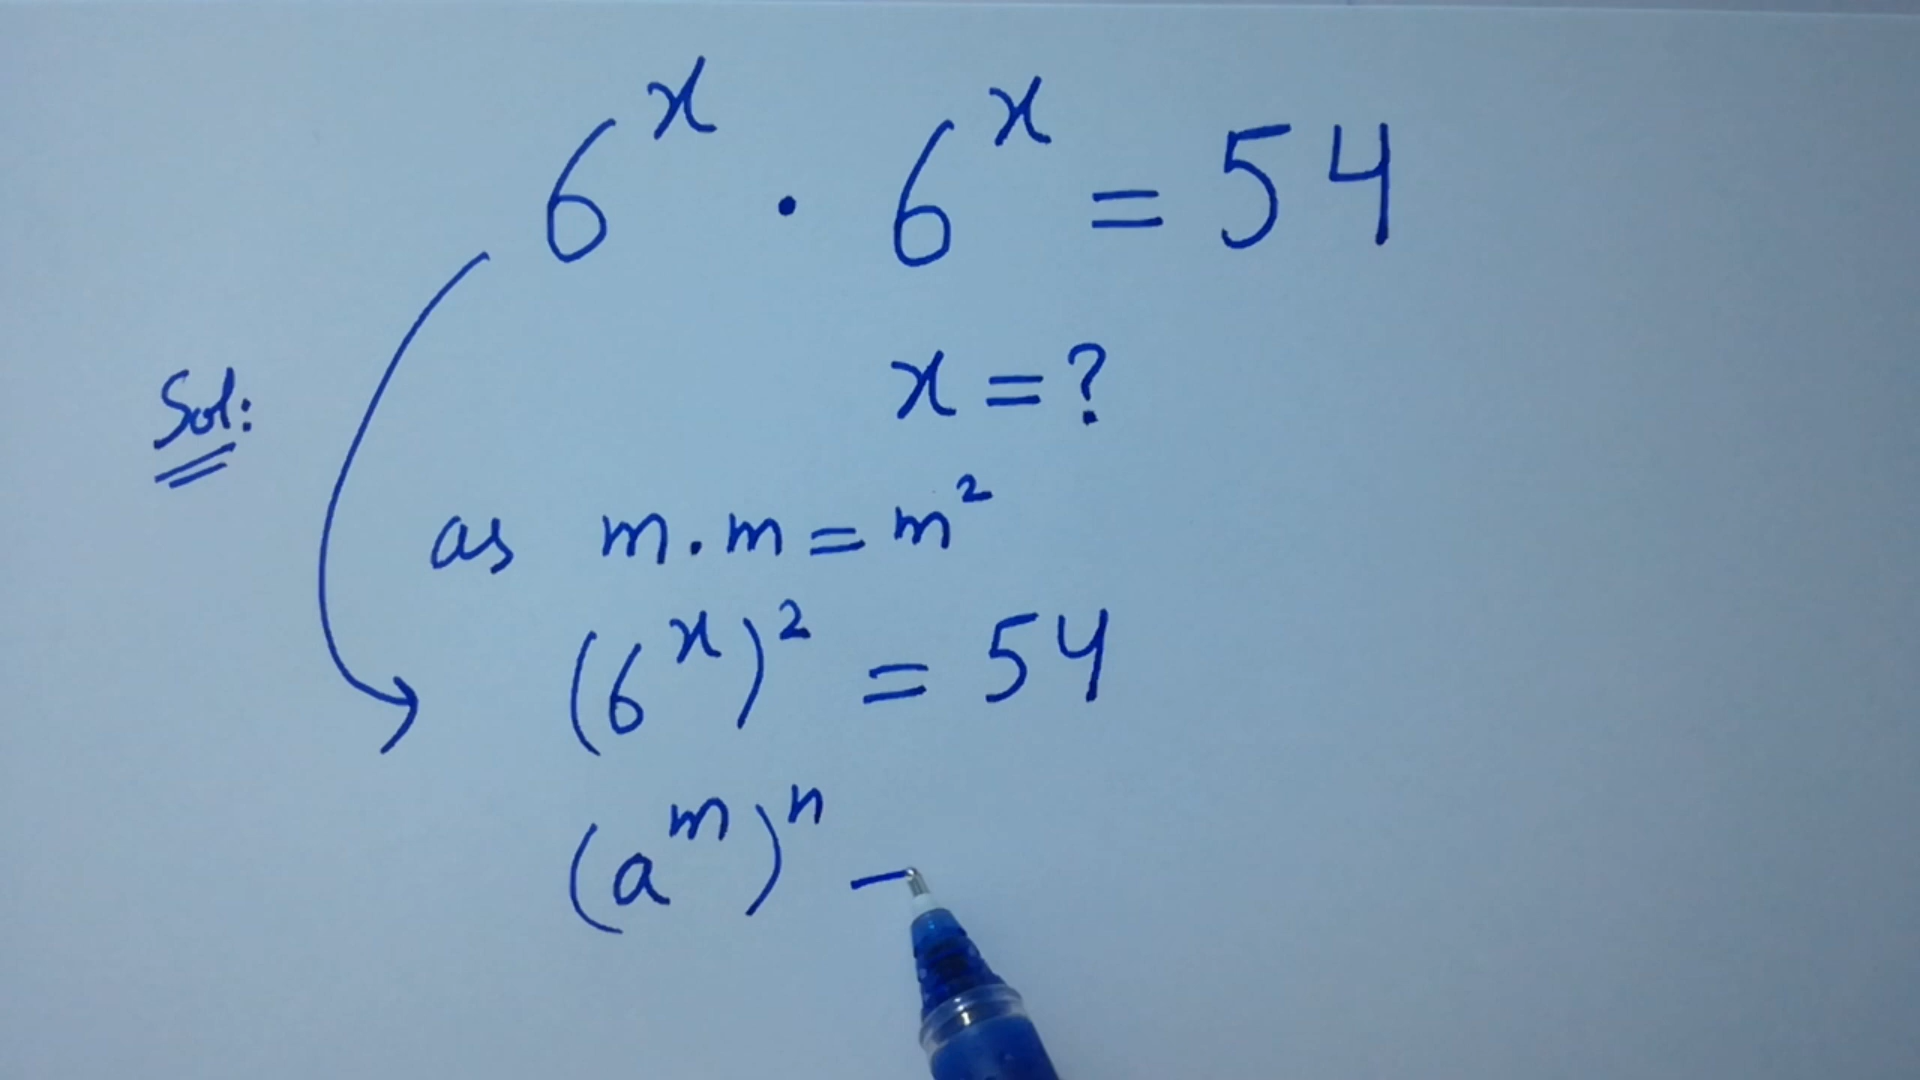 6^x · 6^x = 54
x = ?
Sol:
as m . m = m^2
(6^x)^2 = 54
(a^m)^n -